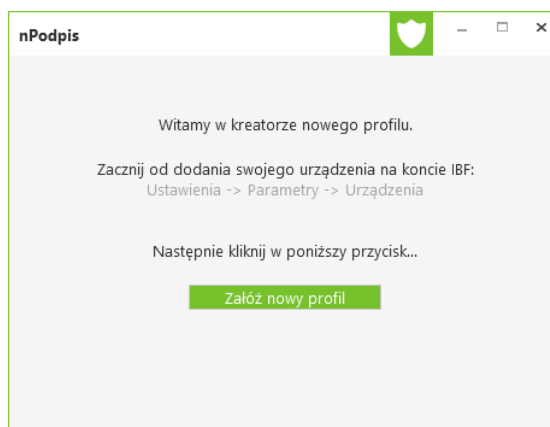 nPodpis
Witamy w kreatorze nowego profilu.
Zacznij od dodania swojego urządzenia na koncie IBF:
Ustawienia -> Parametry -> Urządzenia
Następnie kliknij w poniższy przycisk...
Załóż nowy profil